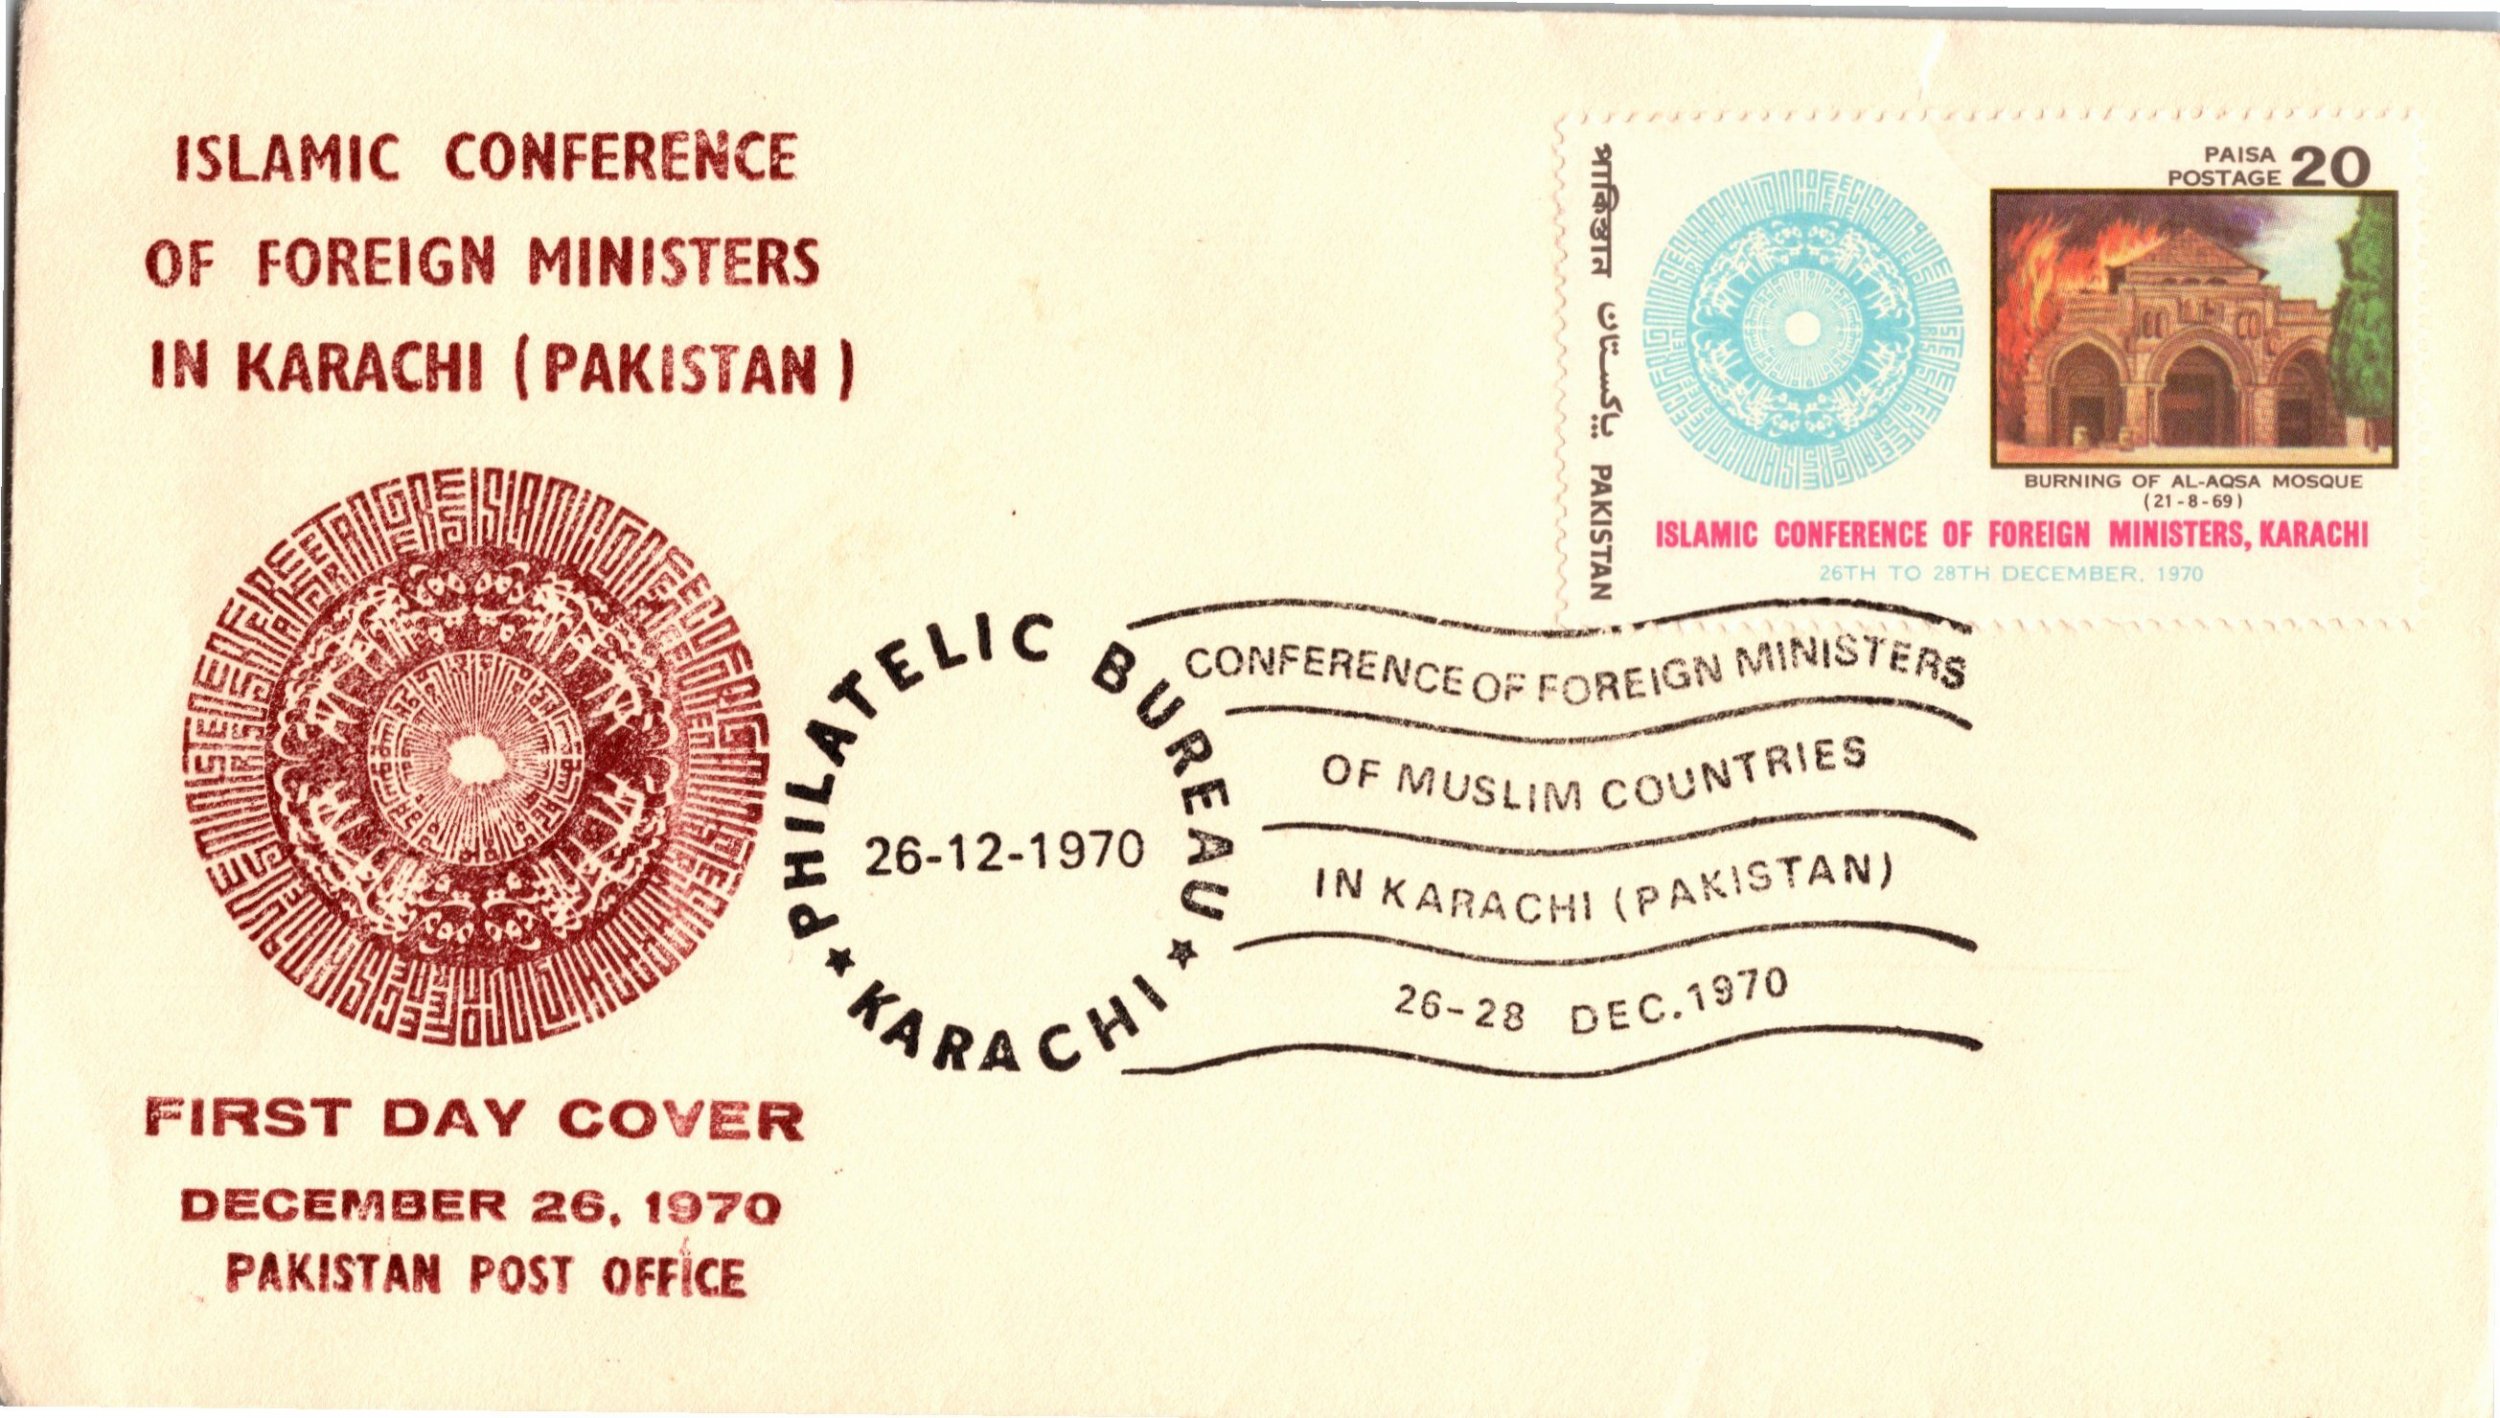 ISLAMIC CONFERENCE
OF FOREIGN MINISTERS
IN KARACHI (PAKISTAN)
FIRST DAY COVER
DECEMBER 26, 1970
PAKISTAN POST OFFICE
PHILATELIC BUREAU
26-12-1970
★ KARACHI ★
CONFERENCE OF FOREIGN MINISTERS
OF MUSLIM COUNTRIES
IN KARACHI (PAKISTAN)
26-28 DEC. 1970
পাকিস্তান پاکستان PAKISTAN
PAISA 20
POSTAGE
BURNING OF AL-AQSA MOSQUE
(21-8-69)
ISLAMIC CONFERENCE OF FOREIGN MINISTERS, KARACHI
26TH TO 28TH DECEMBER, 1970